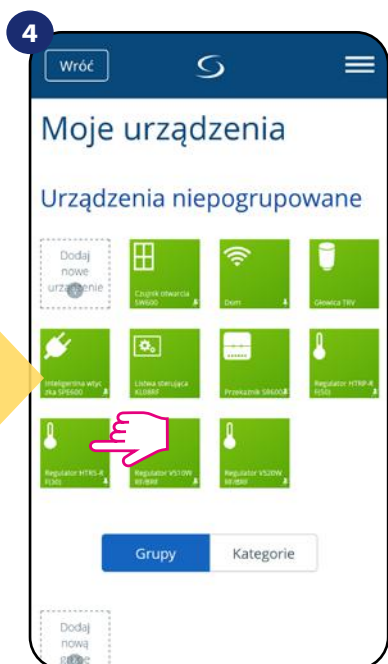 4
Wróć
Moje urządzenia
Urządzenia niepogrupowane
Dodaj
nowe
urządzenie
Czujnik otwarcia
SW600
Dom
Głowica TRV
Inteligentna wtyc
zka SPE600
Listwa sterująca
KL08RF
Przekaźnik SR600
Regulator HTRP-R
F(50)
Regulator HTRS-R
F(30)
Regulator VS10W
RF/BRF
Regulator VS20W
RF/BRF
Grupy
Kategorie
Dodaj
nową
grupę